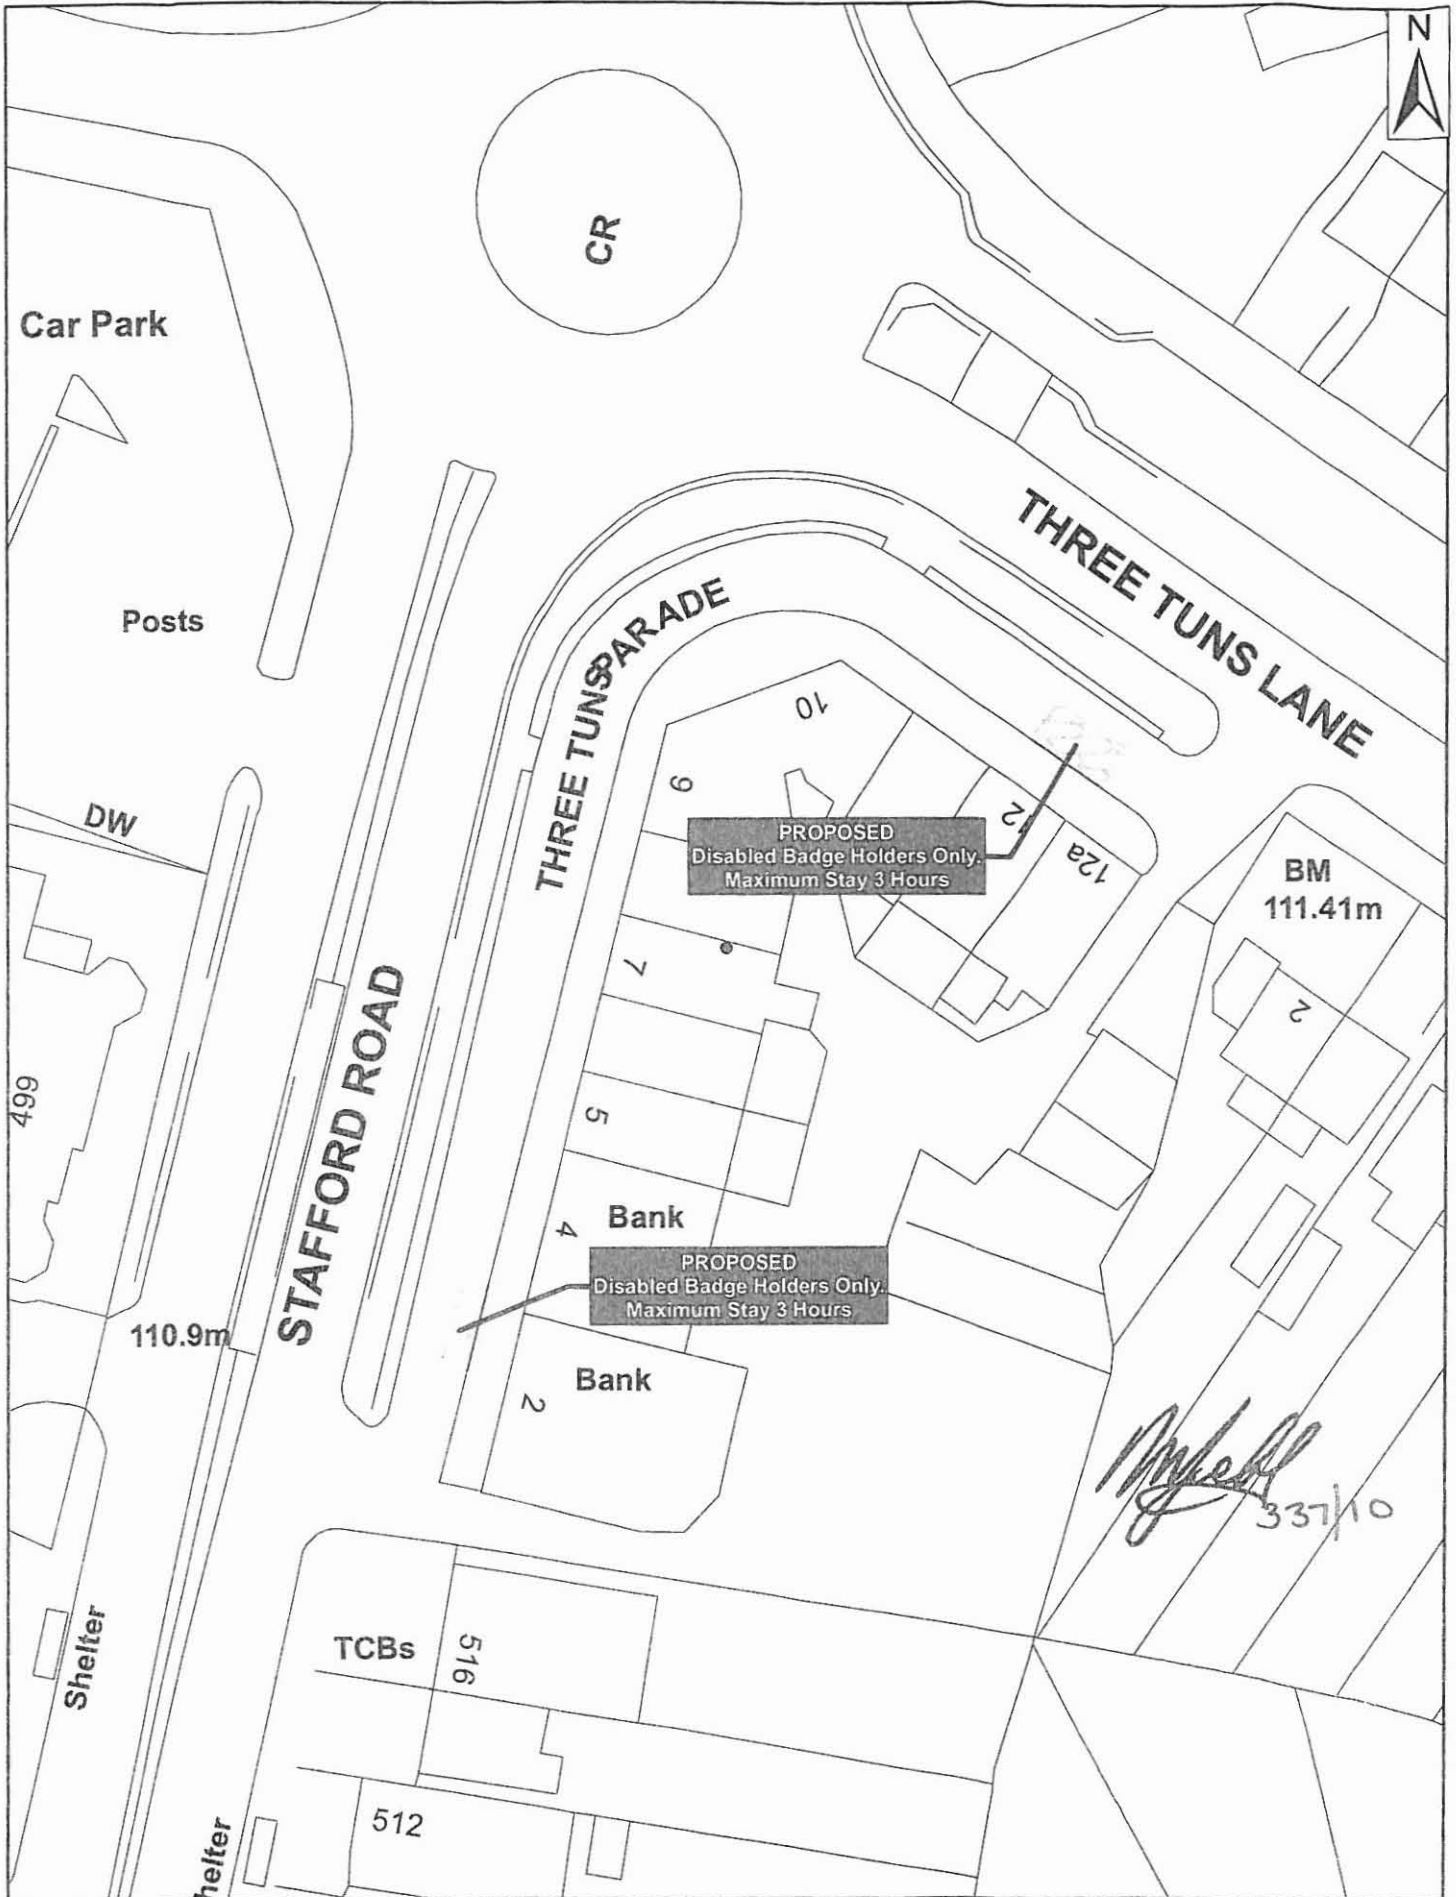 N
CR
Car Park
THREE TUNS LANE
Posts
THREE TUNS PARADE
10
9
DW
PROPOSED
Disabled Badge Holders Only.
Maximum Stay 3 Hours
12
12a
BM
111.41m
7
2
STAFFORD ROAD
499
5
4
Bank
PROPOSED
Disabled Badge Holders Only.
Maximum Stay 3 Hours
110.9m
Bank
2
337/10
Shelter
TCBs
516
512
helter